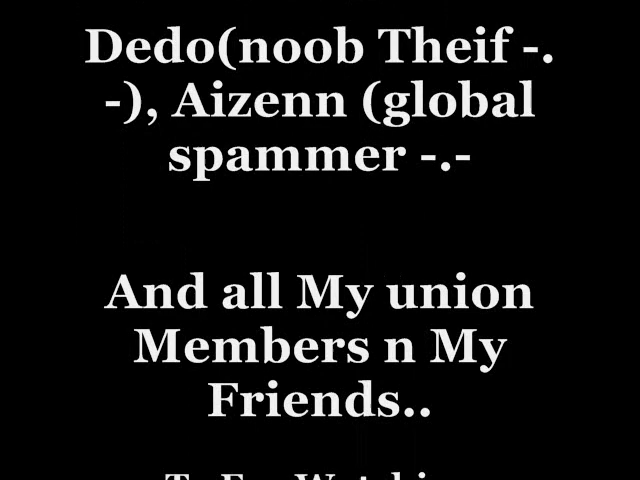 Dedo(noob Theif -.
-), Aizenn (global
spammer -.-
And all My union
Members n My
Friends..